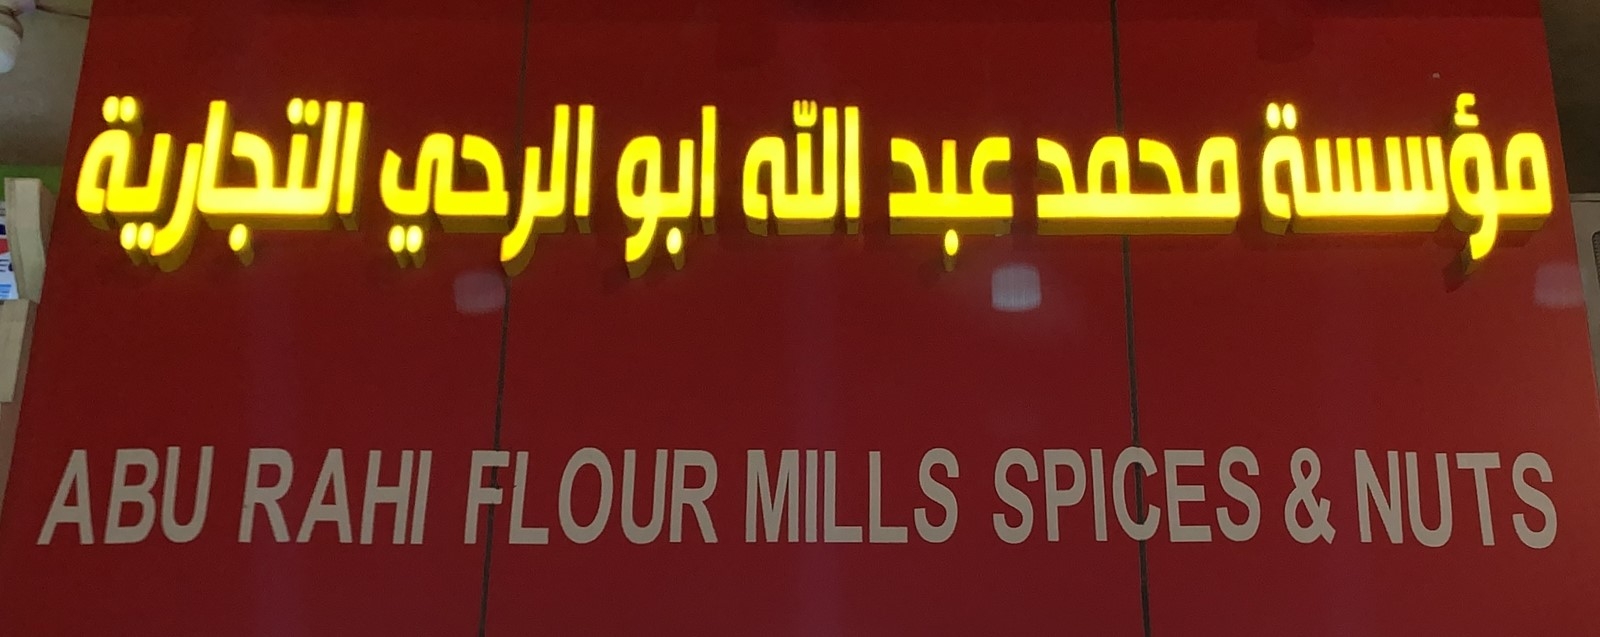 مؤسسة محمد عبد الله ابو الرحي التجارية
ABU RAHI FLOUR MILLS SPICES & NUTS